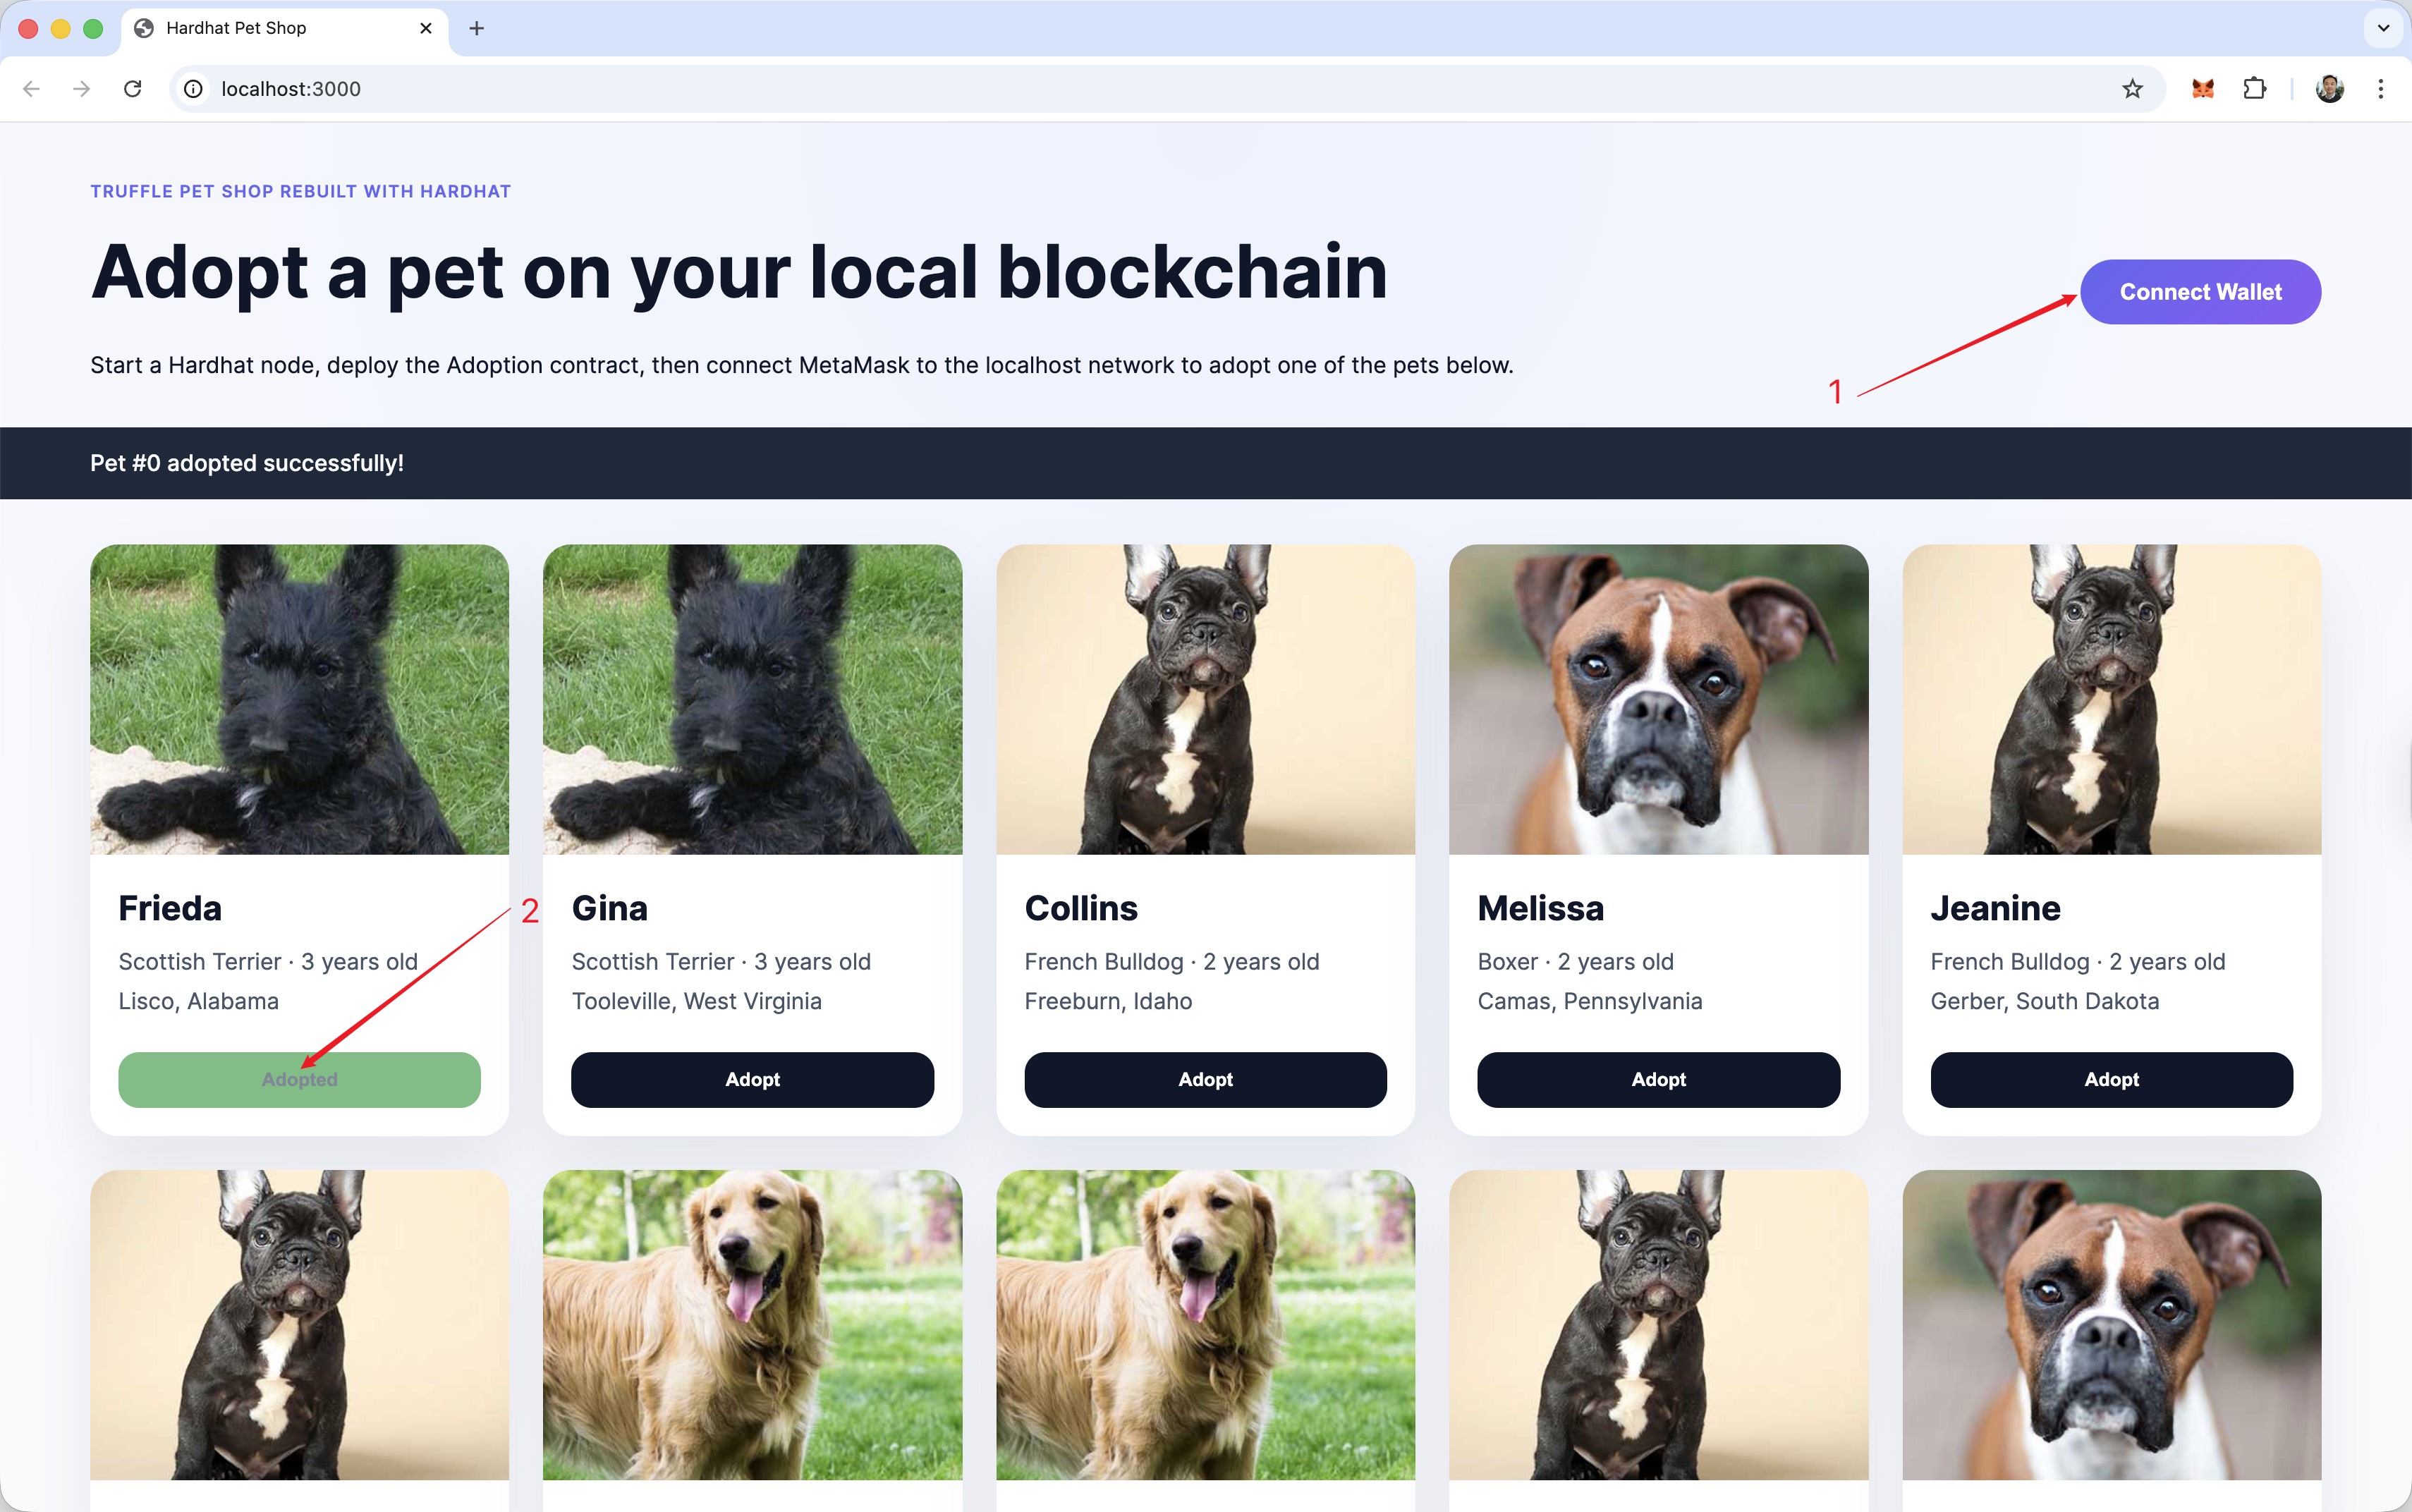 Hardhat Pet Shop
localhost:3000
TRUFFLE PET SHOP REBUILT WITH HARDHAT
Adopt a pet on your local blockchain
Connect Wallet
Start a Hardhat node, deploy the Adoption contract, then connect MetaMask to the localhost network to adopt one of the pets below.
1
Pet #0 adopted successfully!
Frieda
Scottish Terrier · 3 years old
Lisco, Alabama
Adopted
2
Gina
Scottish Terrier · 3 years old
Tooleville, West Virginia
Adopt
Collins
French Bulldog · 2 years old
Freeburn, Idaho
Adopt
Melissa
Boxer · 2 years old
Camas, Pennsylvania
Adopt
Jeanine
French Bulldog · 2 years old
Gerber, South Dakota
Adopt